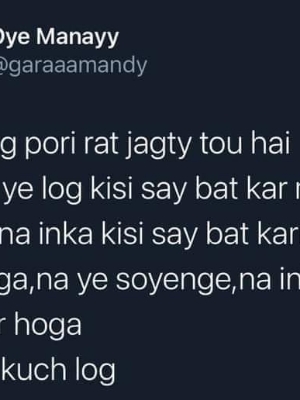 Oye Manayy
@garaaamandy
g pori rat jagty tou hai
ye log kisi say bat kar
na inka kisi say bat kar
ga,na ye soyenge,na in
hoga
kuch log